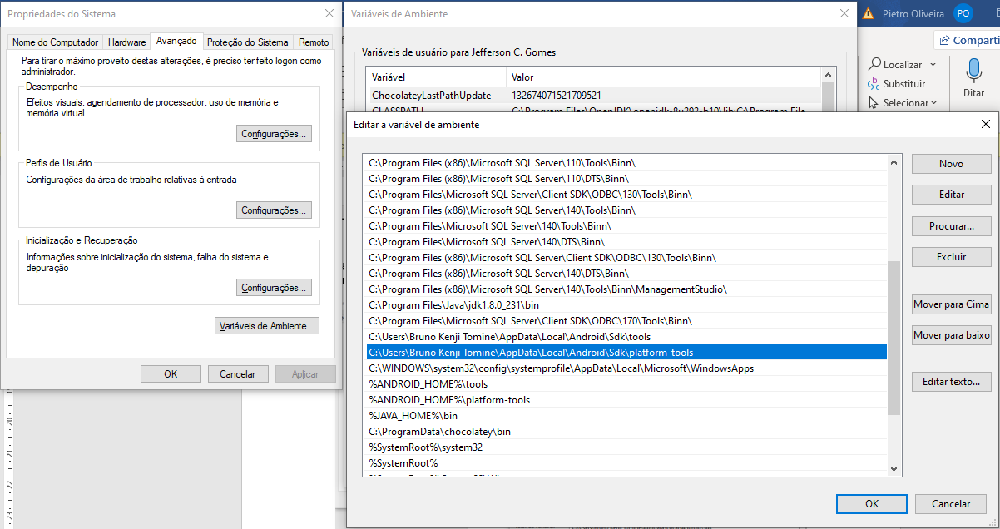 Propriedades do Sistema
Nome do Computador
Hardware
Avançado
Proteção do Sistema
Remoto
Para tirar o máximo proveito destas alterações, é preciso ter feito logon como
administrador.
Desempenho
Efeitos visuais, agendamento de processador, uso de memória e
memória virtual
Configurações...
Perfis de Usuário
Configurações da área de trabalho relativas à entrada
Configurações...
Inicialização e Recuperação
Informações sobre inicialização do sistema, falha do sistema e
depuração
Configurações...
Variáveis de Ambiente...
OK
Cancelar
Aplicar
Variáveis de Ambiente
Variáveis de usuário para Jefferson C. Gomes
Variável
Valor
ChocolateyLastPathUpdate
132674071521709521
CLASSPATH
C:\Program Files\OpenJDK\openjdk-8u292-b10\lib;C:\Program File...
Pietro Oliveira
PO
Comparti
Localizar
Substituir
Selecionar
Ditar
Editar a variável de ambiente
C:\Program Files (x86)\Microsoft SQL Server\110\Tools\Binn\
C:\Program Files (x86)\Microsoft SQL Server\110\DTS\Binn\
C:\Program Files\Microsoft SQL Server\Client SDK\ODBC\130\Tools\Binn\
C:\Program Files (x86)\Microsoft SQL Server\140\Tools\Binn\
C:\Program Files\Microsoft SQL Server\140\Tools\Binn\
C:\Program Files\Microsoft SQL Server\140\DTS\Binn\
C:\Program Files (x86)\Microsoft SQL Server\Client SDK\ODBC\130\Tools\Binn\
C:\Program Files (x86)\Microsoft SQL Server\140\DTS\Binn\
C:\Program Files (x86)\Microsoft SQL Server\140\Tools\Binn\ManagementStudio\
C:\Program Files\Java\jdk1.8.0_231\bin
C:\Program Files\Microsoft SQL Server\Client SDK\ODBC\170\Tools\Binn\
C:\Users\Bruno Kenji Tomine\AppData\Local\Android\Sdk\tools
C:\Users\Bruno Kenji Tomine\AppData\Local\Android\Sdk\platform-tools
C:\WINDOWS\system32\config\systemprofile\AppData\Local\Microsoft\WindowsApps
%ANDROID_HOME%\tools
%ANDROID_HOME%\platform-tools
%JAVA_HOME%\bin
C:\ProgramData\chocolatey\bin
%SystemRoot%\system32
%SystemRoot%
Novo
Editar
Procurar...
Excluir
Mover para Cima
Mover para baixo
Editar texto...
OK
Cancelar
20
21
22
23